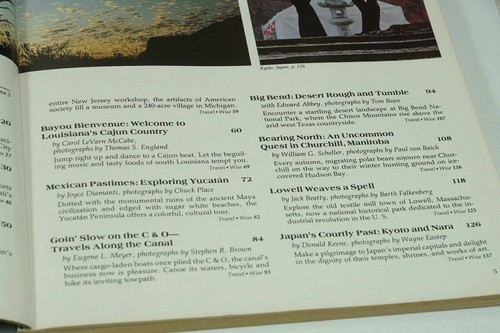 entire New Jersey workshop, the artifacts of American
society fill a museum and a 240-acre village in Michigan.
Travel•Wise 59
Bayou Bienvenue: Welcome to
Louisiana's Cajun Country 60
by Carol LeVarn McCabe,
photographs by Thomas S. England
Jump right up and dance to a Cajun beat. Let the beguil-
ing music and tasty foods of south Louisiana tempt you.
Travel•Wise 69
Mexican Pastimes: Exploring Yucatán 72
by Joyce Diamanti, photographs by Chuck Place
Dotted with the monumental ruins of the ancient Maya
civilization and edged with sugar white beaches, the
Yucatán Peninsula offers a colorful, cultural tour.
Travel•Wise 82
Goin' Slow on the C & O—
Travels Along the Canal 84
by Eugene L. Meyer, photographs by Stephen R. Brown
Where cargo-laden boats once plied the C & O, the canal's
business now is pleasure. Canoe its waters, bicycle and
hike its inviting towpath.
Travel•Wise 93
Kyoto, Japan, p. 126
Big Bend: Desert Rough and Tumble 94
with Edward Abbey, photographs by Tom Bean
Encounter a startling desert landscape at Big Bend Na-
tional Park, where the Chisos Mountains rise above the
arid west Texas countryside.
Travel•Wise 107
Bearing North: An Uncommon
Quest in Churchill, Manitoba 108
by William G. Scheller, photographs by Paul von Baich
Every autumn, migrating polar bears sojourn near Chur-
chill on the way to their winter hunting ground on ice-
covered Hudson Bay.
Travel•Wise 116
Lowell Weaves a Spell 118
by Jack Beatty, photographs by Barth Falkenberg
Explore the old textile mill town of Lowell, Massachu-
setts, now a national historical park dedicated to the in-
dustrial revolution in the U. S.
Travel•Wise 125
Japan's Courtly Past: Kyoto and Nara 126
by Donald Keene, photographs by Wayne Eastep
Make a pilgrimage to Japan's imperial capitals and delight
in the dignity of their temples, shrines, and works of art.
Travel•Wise 137
5